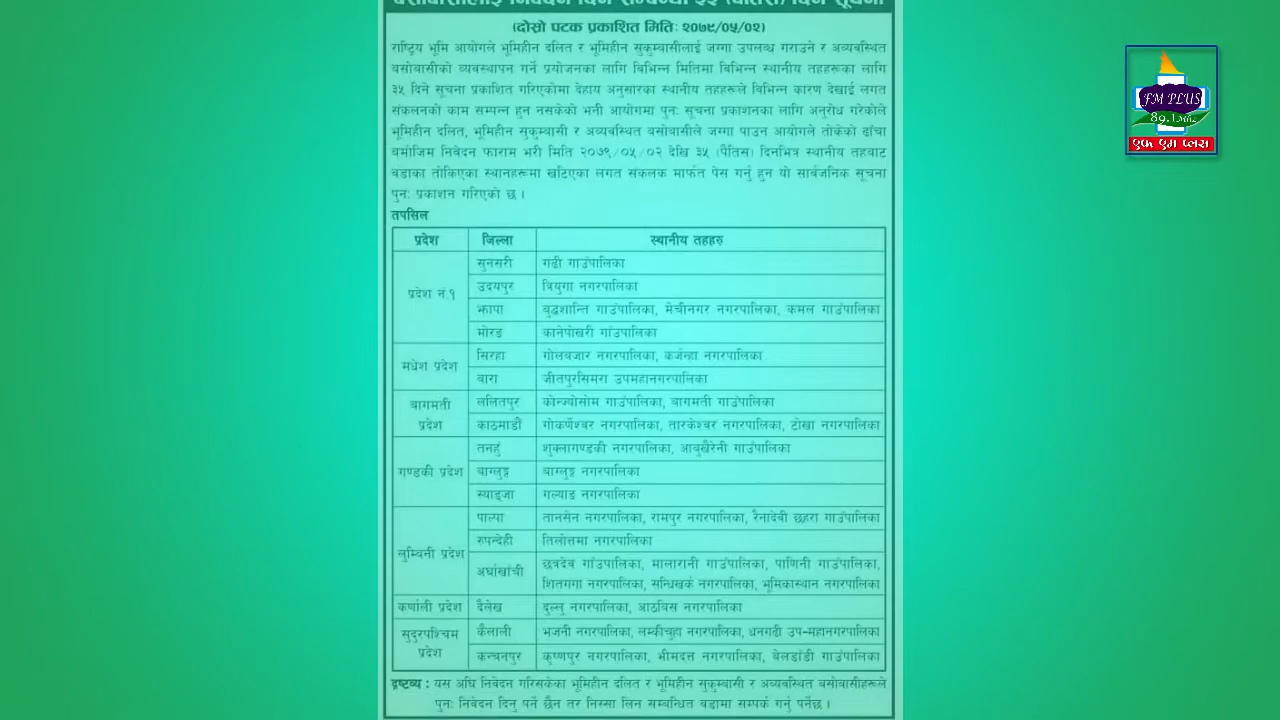 (दोस्रो पटक प्रकाशित मितिः २०७९/०५/०२)
राष्ट्रिय भूमि आयोगले भूमिहीन दलित र भूमिहीन सुकुम्बासीलाई जग्गा उपलब्ध गराउने र अव्यवस्थित
बसोबासीको व्यवस्थापन गर्ने प्रयोजनका लागि विभिन्न मितिमा विभिन्न स्थानीय तहहरूका लागि
३५ दिने सूचना प्रकाशित गरिएकोमा देहाय अनुसारका स्थानीय तहहरूले विभिन्न कारण देखाई लगत
संकलनको काम सम्पन्न हुन नसकेको भनी आयोगमा पुनः सूचना प्रकाशनका लागि अनुरोध गरेकोले
भूमिहीन दलित, भूमिहीन सुकुम्बासी र अव्यवस्थित बसोबासीले जग्गा पाउन आयोगले तोकेको ढाँचा
बमोजिम निवेदन फाराम भरी मिति २०७९/०५/०२ देखि ३५ (पैंतिस) दिनभित्र स्थानीय तहबाट
वडाका तोकिएका स्थानहरूमा खटिएका लगत संकलक मार्फत पेस गर्नु हुन यो सार्वजनिक सूचना
पुनः प्रकाशन गरिएको छ ।
तपसिल
प्रदेश जिल्ला स्थानीय तहहरु
प्रदेश नं.१
सुनसरी गढी गाउँपालिका
उदयपुर त्रियुगा नगरपालिका
झापा बुद्धशान्ति गाउँपालिका, मेचीनगर नगरपालिका, कमल गाउँपालिका
मोरङ कानेपोखरी गाउँपालिका
मधेश प्रदेश
सिरहा गोलबजार नगरपालिका, कर्जन्हा नगरपालिका
बारा जीतपुरसिमरा उपमहानगरपालिका
बागमती प्रदेश
ललितपुर कोन्ज्योसोम गाउँपालिका, बागमती गाउँपालिका
काठमाडौं गोकर्णेश्वर नगरपालिका, तारकेश्वर नगरपालिका, टोखा नगरपालिका
गण्डकी प्रदेश
तनहुं शुक्लागण्डकी नगरपालिका, आबुखैरेनी गाउँपालिका
बाग्लुङ्ग बाग्लुङ्ग नगरपालिका
स्याङ्जा गल्याङ नगरपालिका
लुम्बिनी प्रदेश
पाल्पा तानसेन नगरपालिका, रामपुर नगरपालिका, रैनादेवी छहरा गाउँपालिका
रुपन्देही तिलोत्तमा नगरपालिका
अर्घाखाँची छत्रदेव गाँउपालिका, मालारानी गाउँपालिका, पाणिनी गाउँपालिका,
शितगंगा नगरपालिका, सन्धिखर्क नगरपालिका, भूमिकास्थान नगरपालिका
कर्णाली प्रदेश दैलेख दुल्लु नगरपालिका, आठबिस नगरपालिका
सुदुरपश्चिम प्रदेश
कैलाली भजनी नगरपालिका, लम्कीचुहा नगरपालिका, धनगढी उप-महानगरपालिका
कन्चनपुर कृष्णपुर नगरपालिका, भीमदत्त नगरपालिका, बेलडांडी गाउँपालिका
द्रष्टव्य : यस अघि निवेदन गरिसकेका भूमिहीन दलित र भूमिहीन सुकुम्बासी र अव्यवस्थित बसोबासीहरूले
पुनः निवेदन दिनु पर्ने छैन तर निस्सा लिन सम्बन्धित वडामा सम्पर्क गर्नु पर्नेछ ।
FM PLUS
89.1 Mhz
एफ एम प्लस